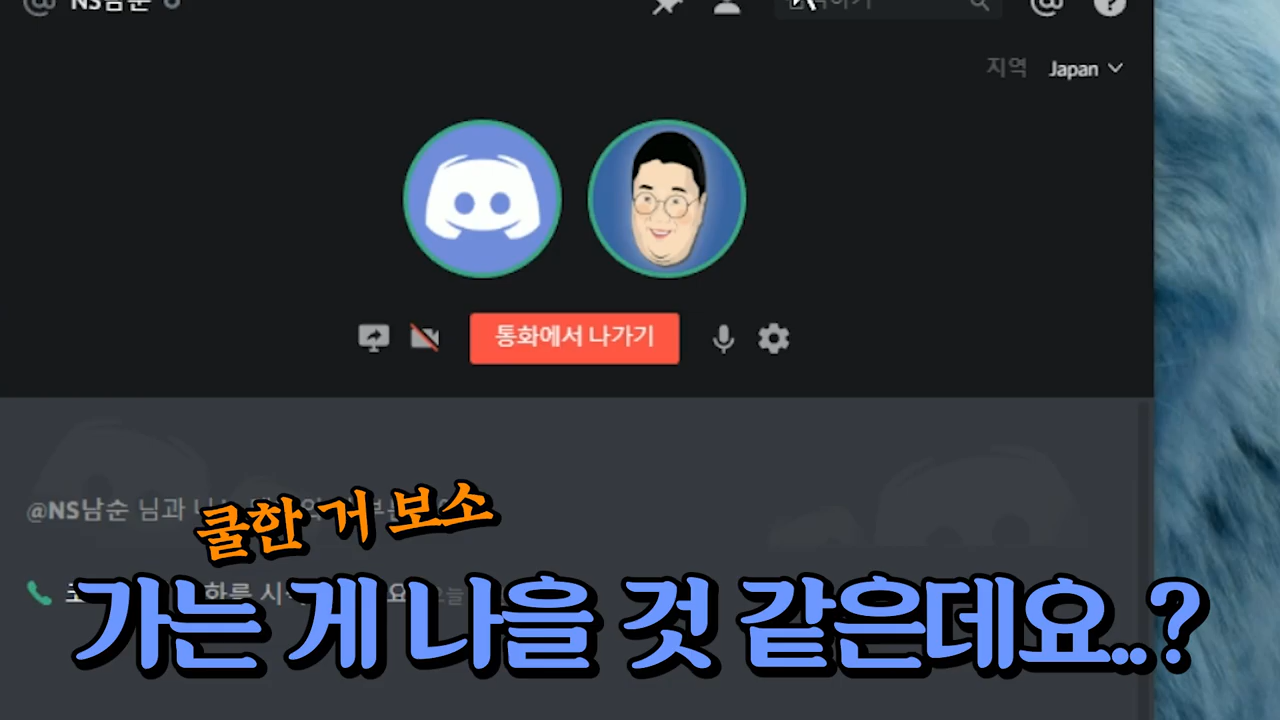 @ NS남순
지역 Japan
통화에서 나가기
@NS남순 님과
쿨한 거 보소
가는 게 나을 것 같은데요..?